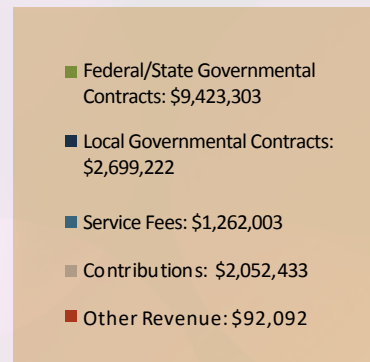 Federal/State Governmental
Contracts: $9,423,303
Local Governmental Contracts:
$2,699,222
Service Fees: $1,262,003
Contributions: $2,052,433
Other Revenue: $92,092